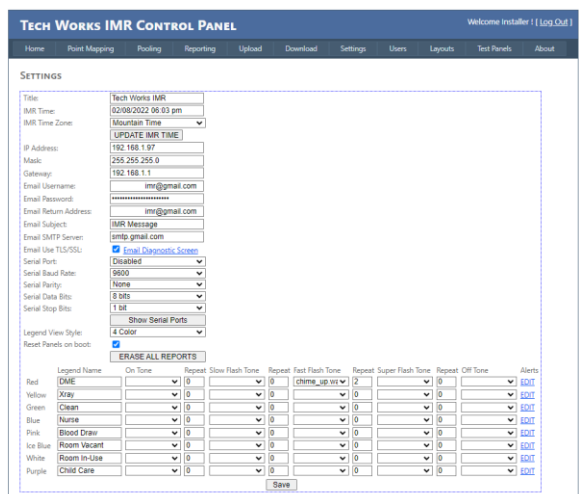 Tech Works IMR Control Panel
Welcome Installer ! [ Log Out ]
Home Point Mapping Pooling Reporting Upload Download Settings Users Layouts Test Panels About
Settings
Title: Tech Works IMR
IMR Time: 02/08/2022 06:03 pm
IMR Time Zone: Mountain Time
UPDATE IMR TIME
IP Address: 192.168.1.97
Mask: 255.255.255.0
Gateway: 192.168.1.1
Email Username: imr@gmail.com
Email Password: **********************
Email Return Address: imr@gmail.com
Email Subject: IMR Message
Email SMTP Server: smtp.gmail.com
Email Use TLS/SSL: Email Diagnostic Screen
Serial Port: Disabled
Serial Baud Rate: 9600
Serial Parity: None
Serial Data Bits: 8 bits
Serial Stop Bits: 1 bit
Show Serial Ports
Legend View Style: 4 Color
Reset Panels on boot:
ERASE ALL REPORTS
Legend Name On Tone Repeat Slow Flash Tone Repeat Fast Flash Tone Repeat Super Flash Tone Repeat Off Tone Alerts
Red DME 0 0 chime_up.wa 2 0 EDIT
Yellow Xray 0 0 0 0 EDIT
Green Clean 0 0 0 0 EDIT
Blue Nurse 0 0 0 0 EDIT
Pink Blood Draw 0 0 0 0 EDIT
Ice Blue Room Vacant 0 0 0 0 EDIT
White Room In-Use 0 0 0 0 EDIT
Purple Child Care 0 0 0 0 EDIT
Save